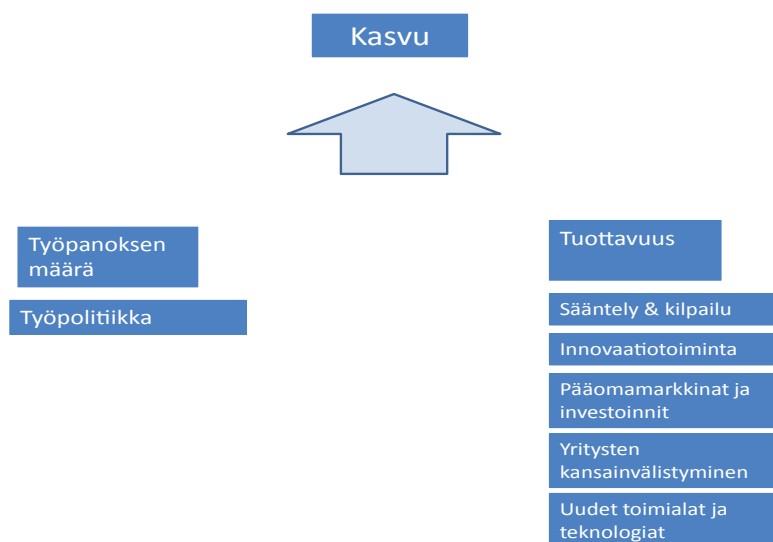 Kasvu
Työpanoksen
määrä
Työpolitiikka
Tuottavuus
Sääntely & kilpailu
Innovaatiotoiminta
Pääomamarkkinat ja
investoinnit
Yritysten
kansainvälistyminen
Uudet toimialat ja
teknologiat